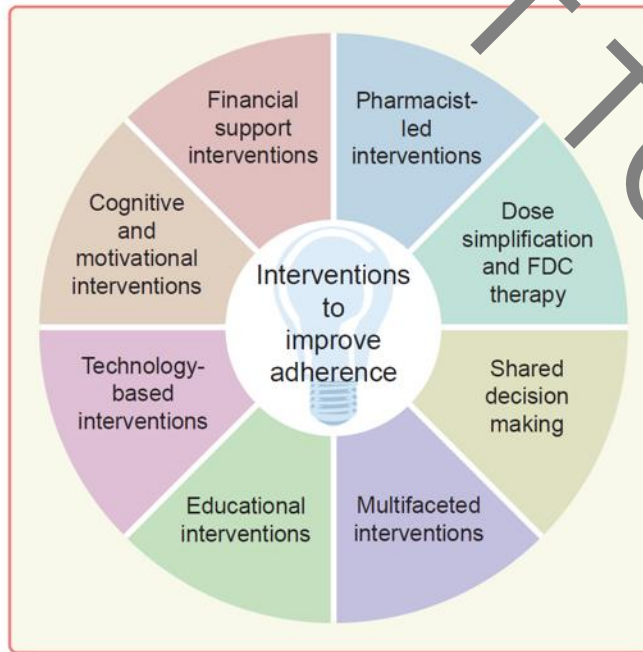 Financial
support
interventions
Pharmacist-
led
interventions
Dose
simplification
and FDC
therapy
Shared
decision
making
Multifaceted
interventions
Educational
interventions
Technology-
based
interventions
Cognitive
and
motivational
interventions
Interventions
to
improve
adherence